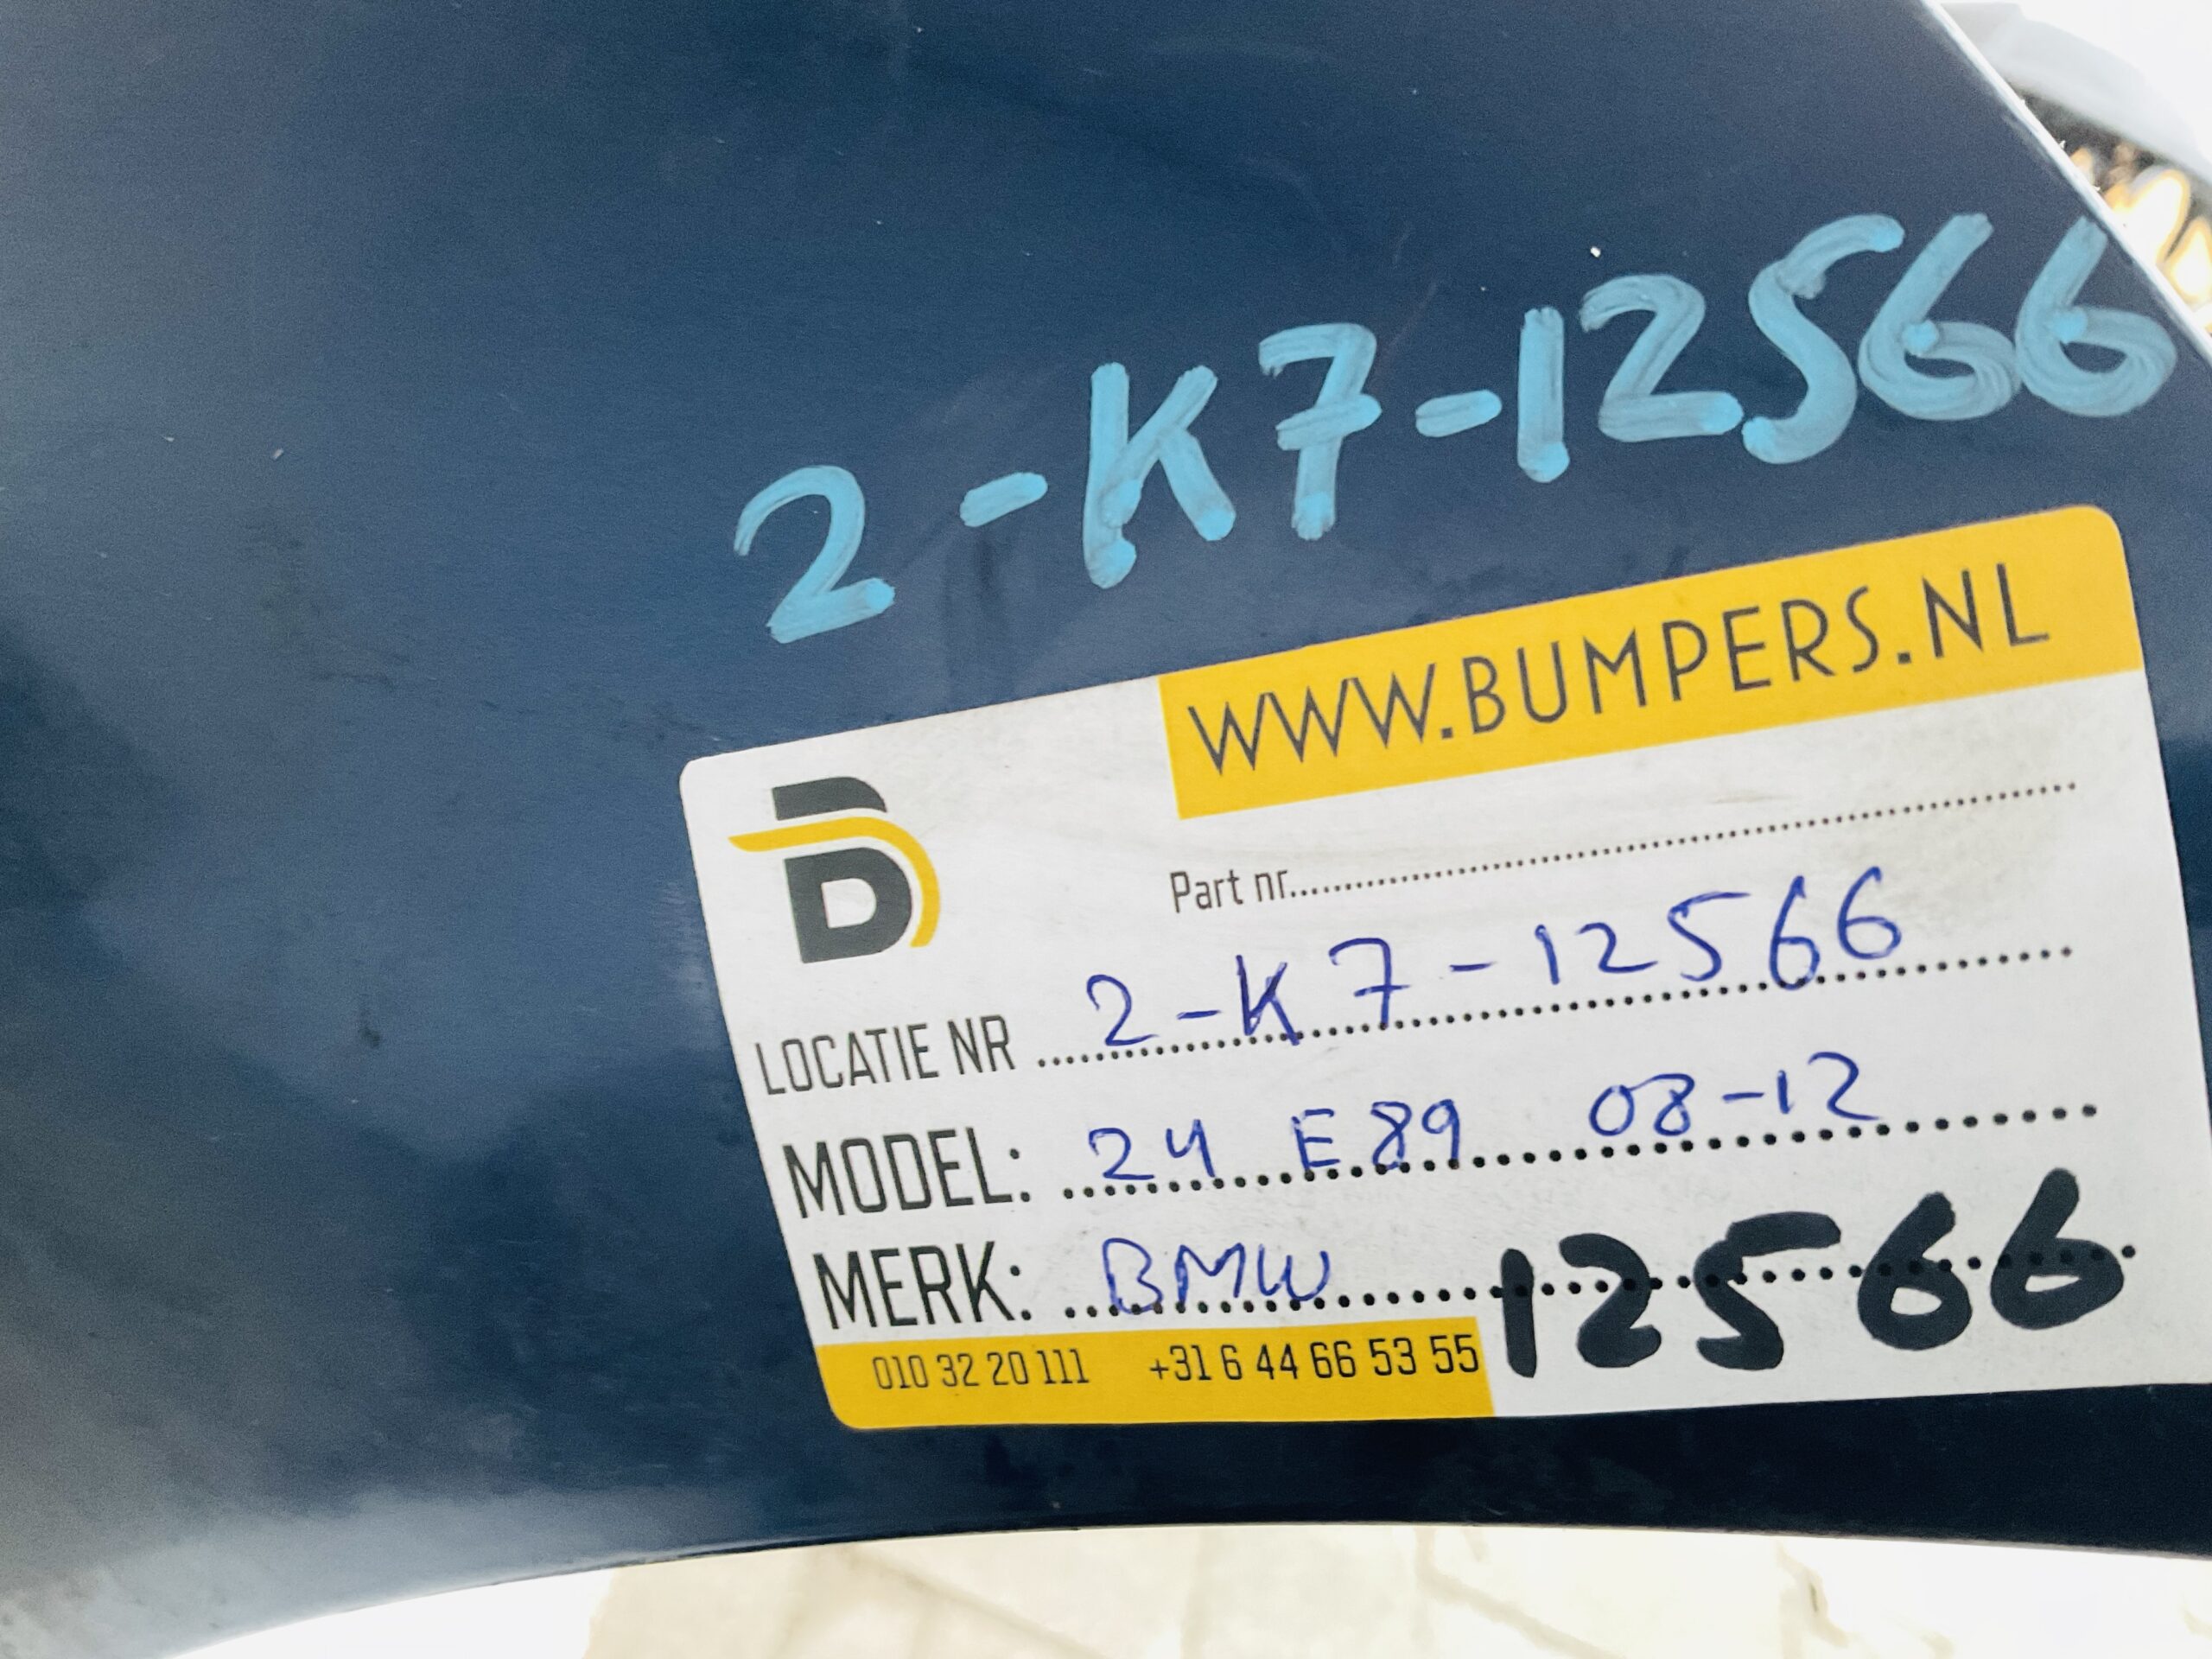 2-K7-12566
WWW.BUMPERS.NL
B
Part nr.
LOCATIE NR 2-K7-12566
MODEL: Z4 E89 08-12
MERK: BMW 12566
010 32 20 111 +31 6 44 66 53 55